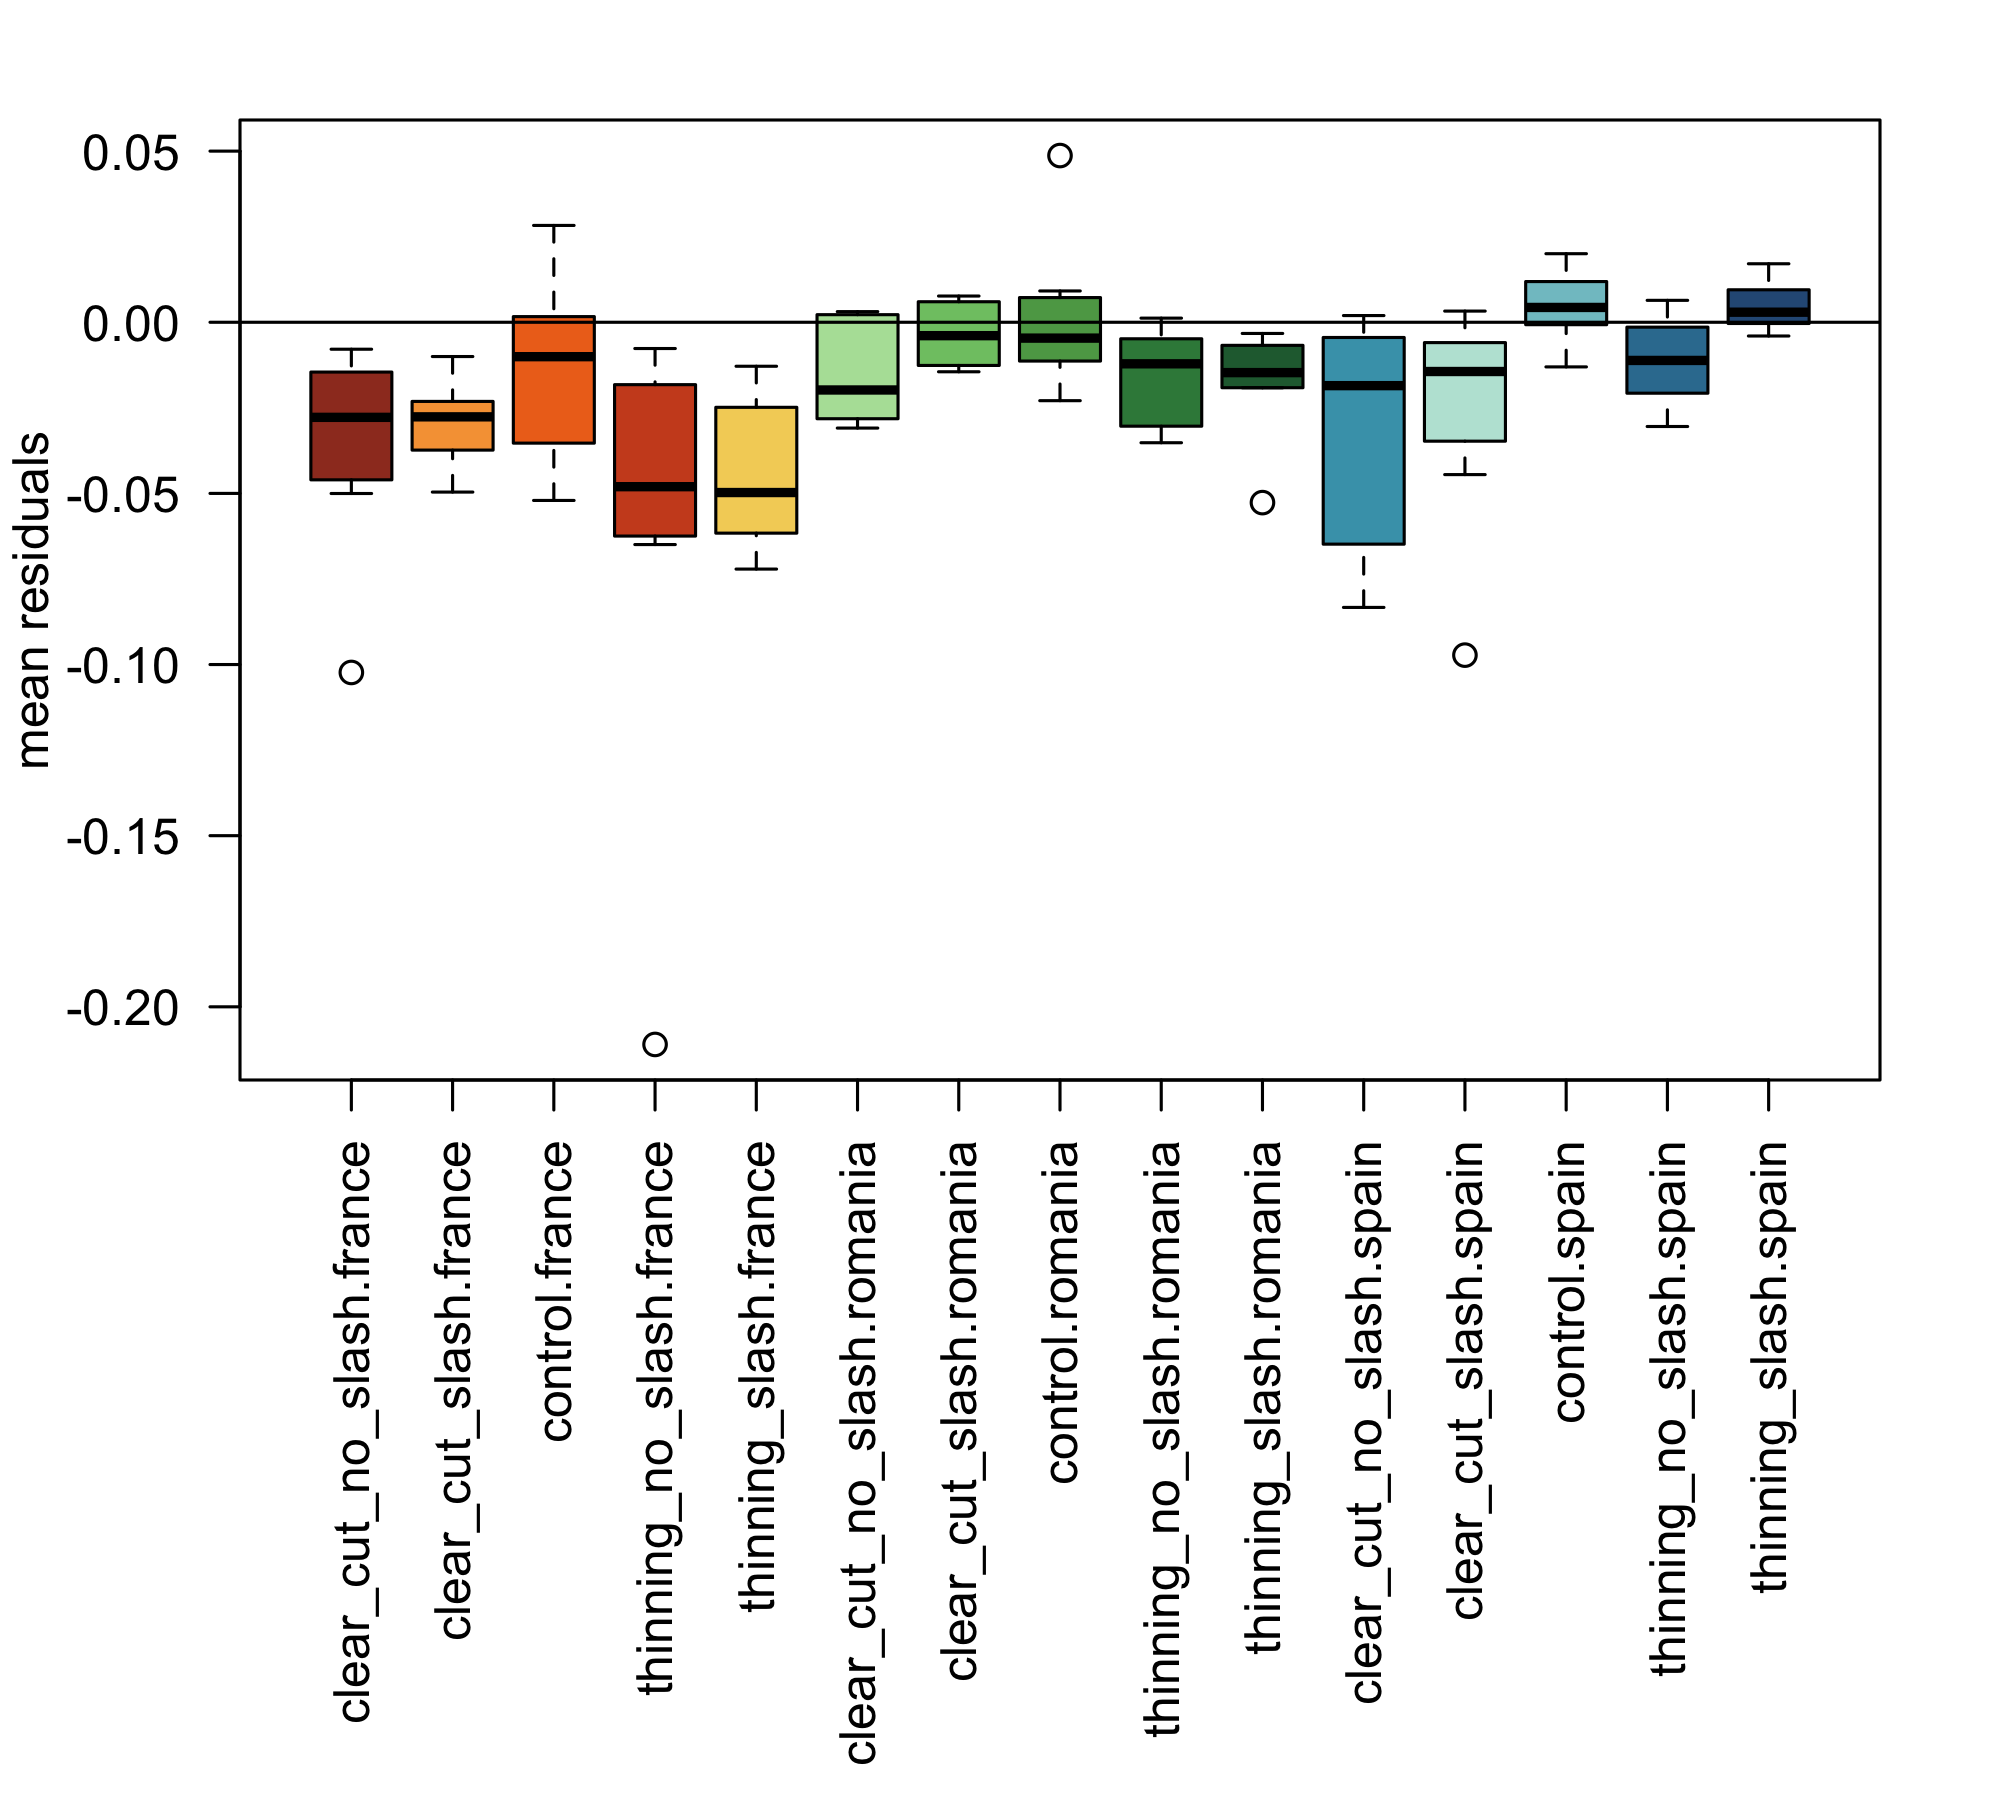 mean residuals
0.05
0.00
-0.05
-0.10
-0.15
-0.20
clear_cut_no_slash.france
clear_cut_slash.france
control.france
thinning_no_slash.france
thinning_slash.france
clear_cut_no_slash.romania
clear_cut_slash.romania
control.romania
thinning_no_slash.romania
thinning_slash.romania
clear_cut_no_slash.spain
clear_cut_slash.spain
control.spain
thinning_no_slash.spain
thinning_slash.spain